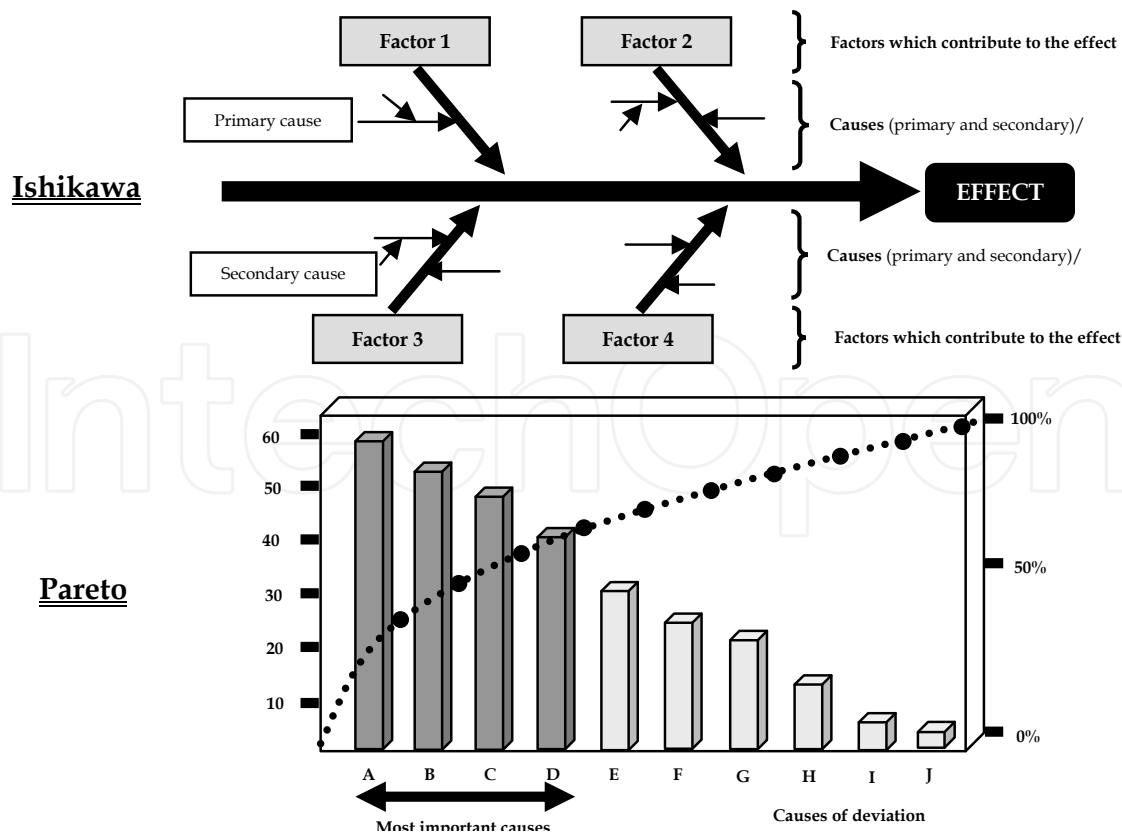 Factor 1
Factor 2
Factors which contribute to the effect
Primary cause
Causes (primary and secondary)/
Ishikawa
EFFECT
Secondary cause
Causes (primary and secondary)/
Factor 3
Factor 4
Factors which contribute to the effect
IntechOpen
Pareto
60
50
40
30
20
10
100%
50%
0%
A B C D E F G H I J
Most important causes
Causes of deviation